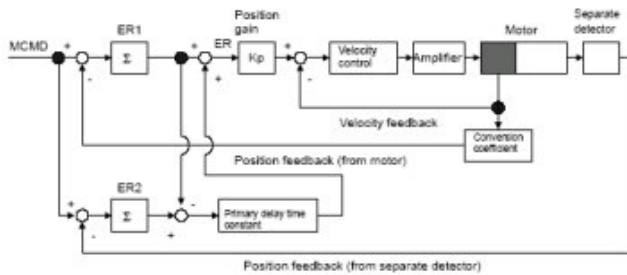 Position
gain
Separate
detector
ER1
Motor
MCMD
+
+
ER
+
Σ
Kp
Velocity
control
Amplifier
-
+
-
Velocity feedback
Conversion
coefficient
Position feedback (from motor)
ER2
-
+
Σ
Primary delay time
constant
-
+
Position feedback (from separate detector)